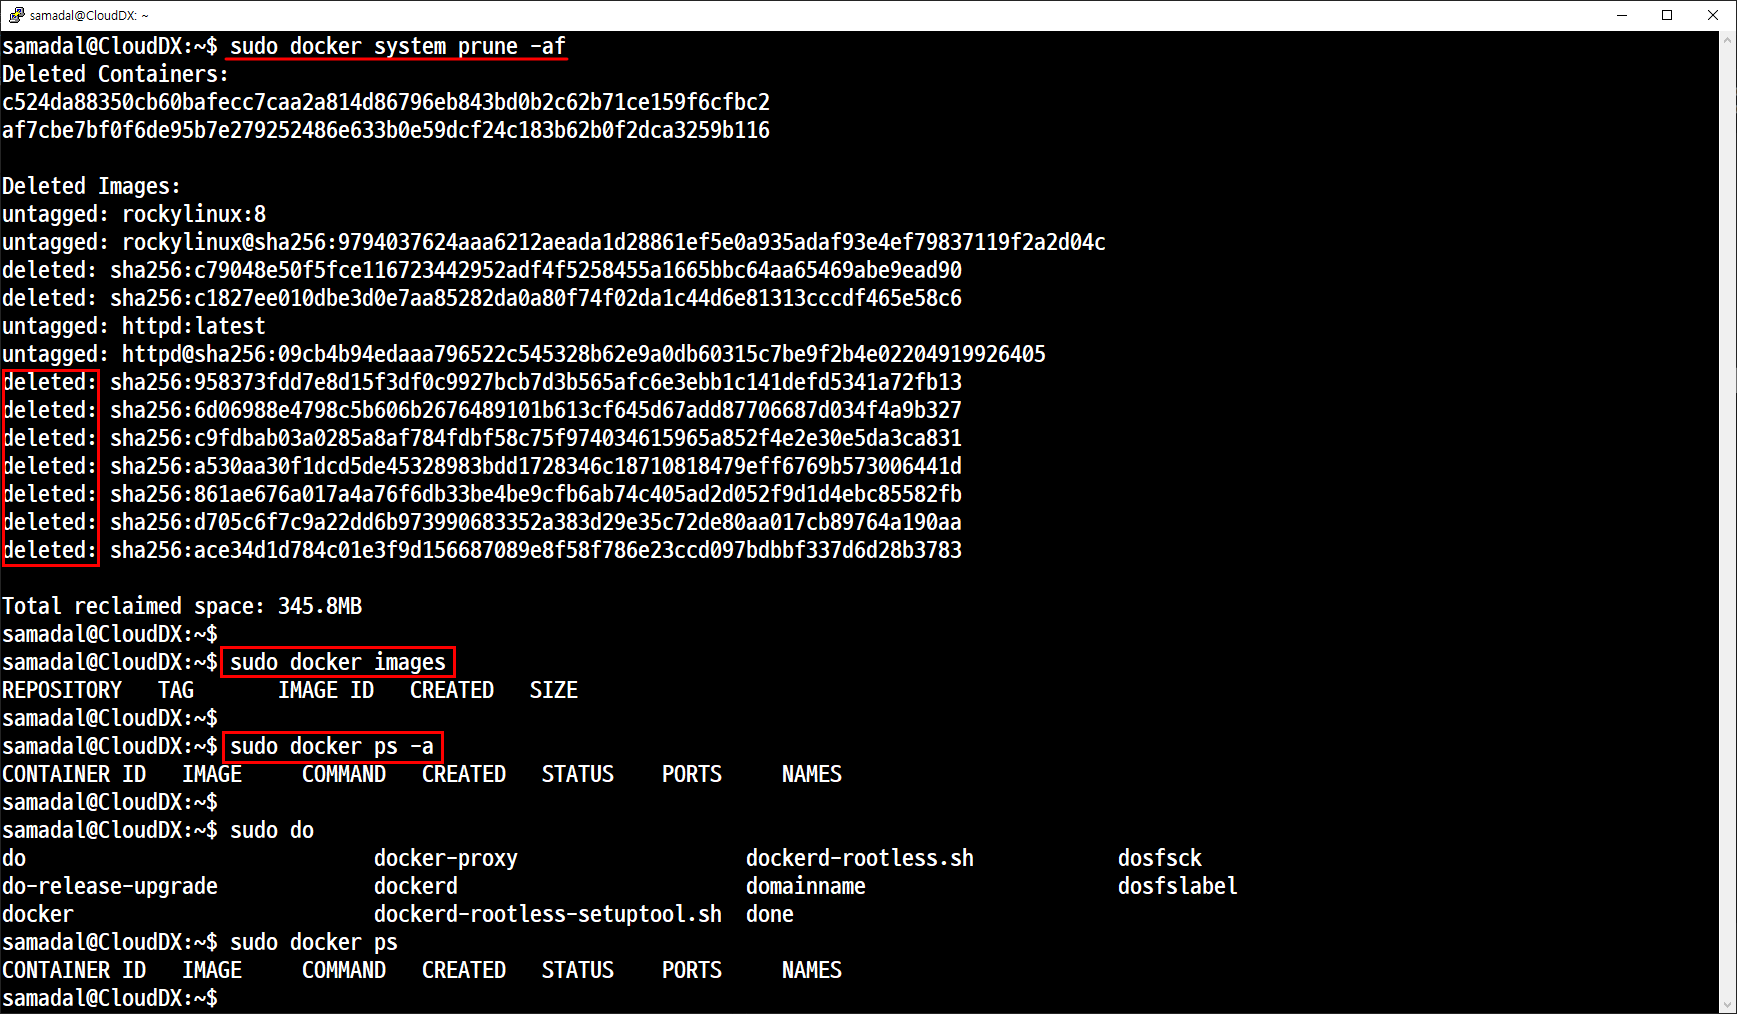 samadal@CloudDX: ~
samadal@CloudDX:~$ sudo docker system prune -af
Deleted Containers:
c524da88350cb60bafecc7caa2a814d86796eb843bd0b2c62b71ce159f6cfbc2
af7cbe7bf0f6de95b7e279252486e633b0e59dcf24c183b62b0f2dca3259b116
Deleted Images:
untagged: rockylinux:8
untagged: rockylinux@sha256:9794037624aaa6212aeada1d28861ef5e0a935adaf93e4ef79837119f2a2d04c
deleted: sha256:c79048e50f5fce116723442952adf4f5258455a1665bbc64aa65469abe9ead90
deleted: sha256:c1827ee010dbe3d0e7aa85282da0a80f74f02da1c44d6e81313cccdf465e58c6
untagged: httpd:latest
untagged: httpd@sha256:09cb4b94edaaa796522c545328b62e9a0db60315c7be9f2b4e02204919926405
deleted: sha256:958373fdd7e8d15f3df0c9927bcb7d3b565afc6e3ebb1c141defd5341a72fb13
deleted: sha256:6d06988e4798c5b606b2676489101b613cf645d67add87706687d034f4a9b327
deleted: sha256:c9fdbab03a0285a8af784fdbf58c75f974034615965a852f4e2e30e5da3ca831
deleted: sha256:a530aa30f1dcd5de45328983bdd1728346c18710818479eff6769b573006441d
deleted: sha256:861ae676a017a4a76f6db33be4be9cfb6ab74c405ad2d052f9d1d4ebc85582fb
deleted: sha256:d705c6f7c9a22dd6b973990683352a383d29e35c72de80aa017cb89764a190aa
deleted: sha256:ace34d1d784c01e3f9d156687089e8f58f786e23ccd097bdbbf337d6d28b3783
Total reclaimed space: 345.8MB
samadal@CloudDX:~$
samadal@CloudDX:~$ sudo docker images
REPOSITORY   TAG       IMAGE ID   CREATED   SIZE
samadal@CloudDX:~$
samadal@CloudDX:~$ sudo docker ps -a
CONTAINER ID   IMAGE     COMMAND   CREATED   STATUS    PORTS     NAMES
samadal@CloudDX:~$
samadal@CloudDX:~$ sudo do
do                             docker-proxy                   dockerd-rootless.sh            dosfsck
do-release-upgrade             dockerd                        domainname                     dosfslabel
docker                         dockerd-rootless-setuptool.sh  done
samadal@CloudDX:~$ sudo docker ps
CONTAINER ID   IMAGE     COMMAND   CREATED   STATUS    PORTS     NAMES
samadal@CloudDX:~$